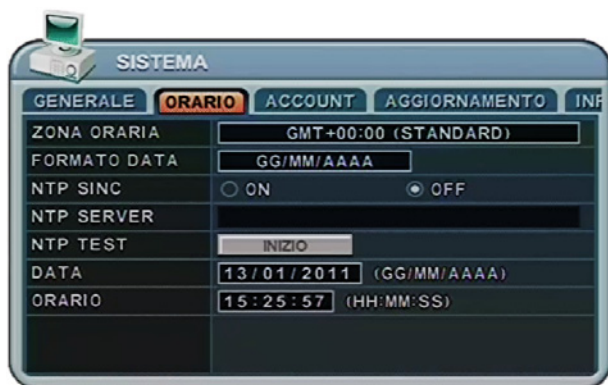 SISTEMA
GENERALE ORARIO ACCOUNT AGGIORNAMENTO
ZONA ORARIA GMT+00:00 (STANDARD)
FORMATO DATA GG/MM/AAAA
NTP SINC ON OFF
NTP SERVER
NTP TEST INIZIO
DATA 13/01/2011 (GG/MM/AAAA)
ORARIO 15:25:57 (HH:MM:SS)